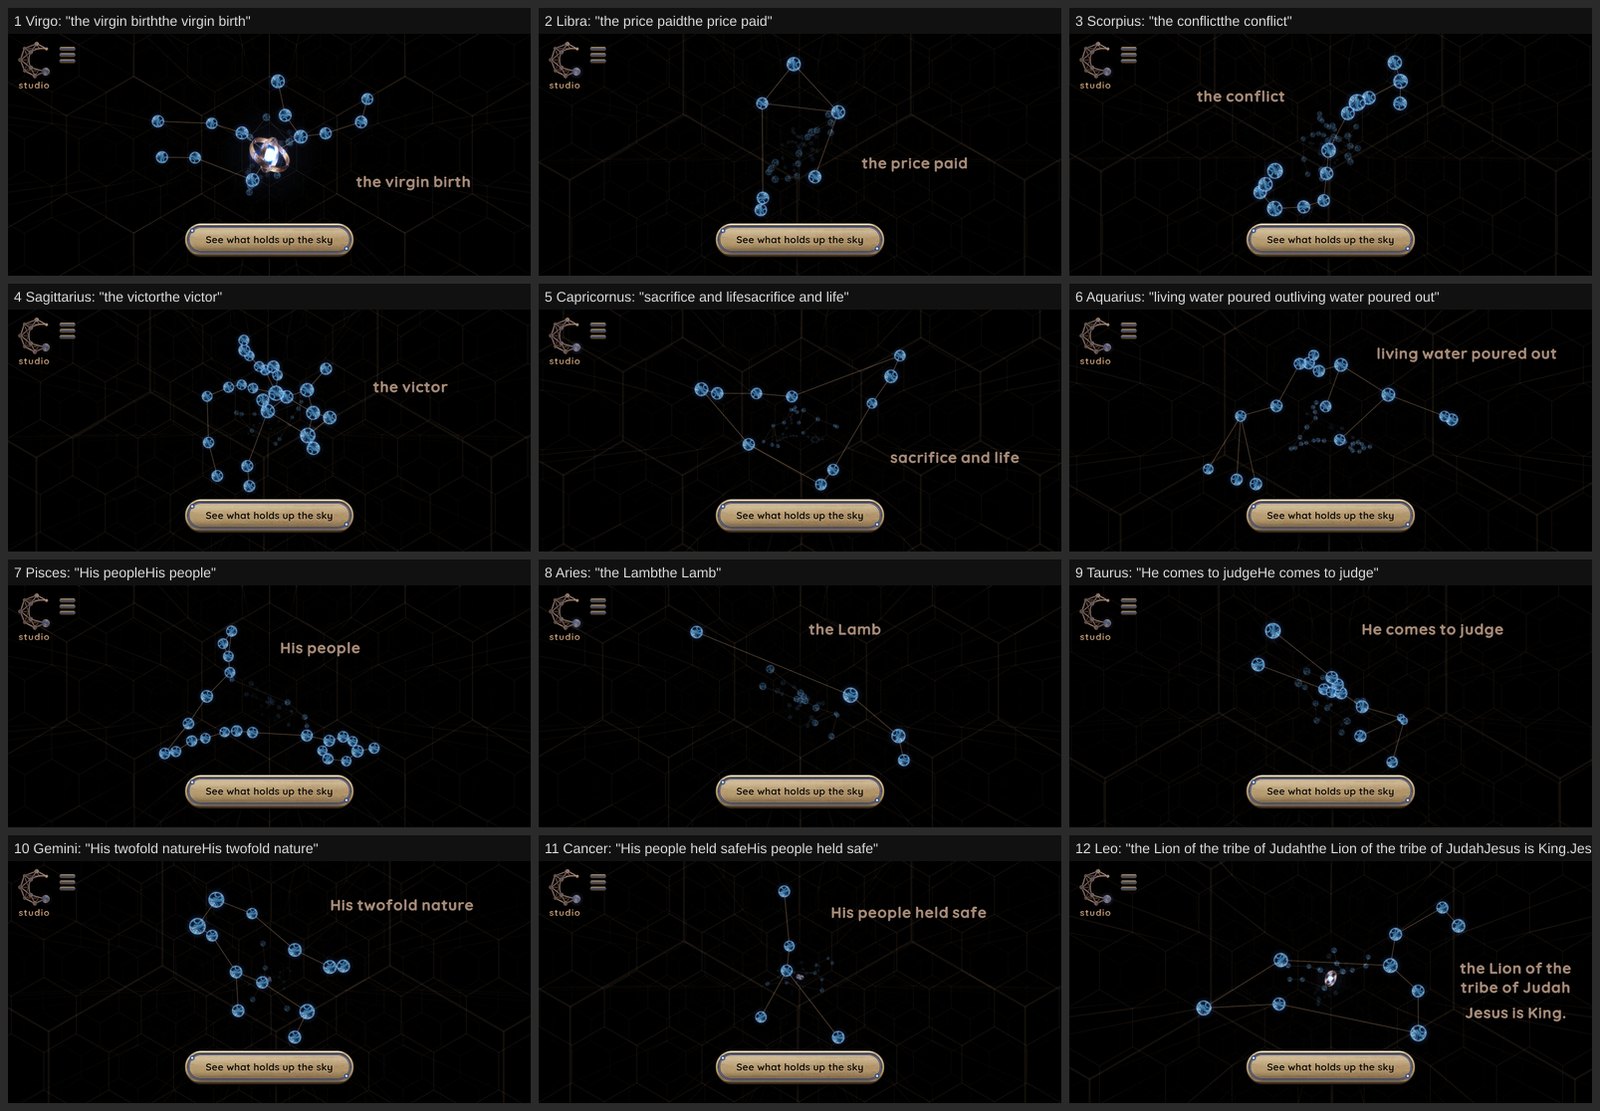 1 Virgo: "the virgin birththe virgin birth"
studio
the virgin birth
See what holds up the sky
2 Libra: "the price paidthe price paid"
studio
the price paid
See what holds up the sky
3 Scorpius: "the conflictthe conflict"
studio
the conflict
See what holds up the sky
4 Sagittarius: "the victorthe victor"
studio
the victor
See what holds up the sky
5 Capricornus: "sacrifice and lifesacrifice and life"
studio
sacrifice and life
See what holds up the sky
6 Aquarius: "living water poured outliving water poured out"
studio
living water poured out
See what holds up the sky
7 Pisces: "His peopleHis people"
studio
His people
See what holds up the sky
8 Aries: "the Lambthe Lamb"
studio
the Lamb
See what holds up the sky
9 Taurus: "He comes to judgeHe comes to judge"
studio
He comes to judge
See what holds up the sky
10 Gemini: "His twofold natureHis twofold nature"
studio
His twofold nature
See what holds up the sky
11 Cancer: "His people held safeHis people held safe"
studio
His people held safe
See what holds up the sky
12 Leo: "the Lion of the tribe of Judahthe Lion of the tribe of JudahJesus is King.Jes
studio
the Lion of the
tribe of Judah
Jesus is King.
See what holds up the sky